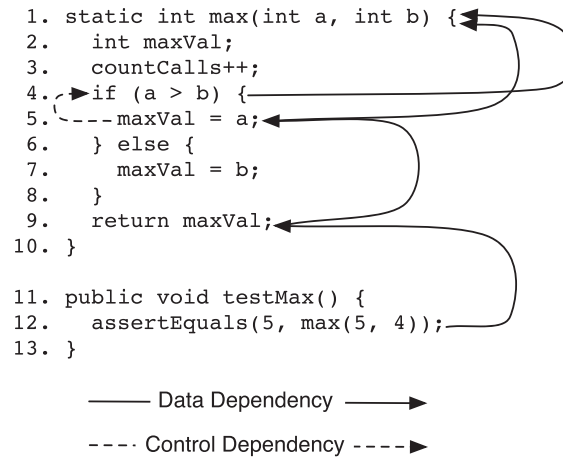 1. static int max(int a, int b) {
2. int maxVal;
3. countCalls++;
4. if (a > b) {
5. maxVal = a;
6. } else {
7. maxVal = b;
8. }
9. return maxVal;
10. }
11. public void testMax() {
12. assertEquals(5, max(5, 4));
13. }
Data Dependency
Control Dependency